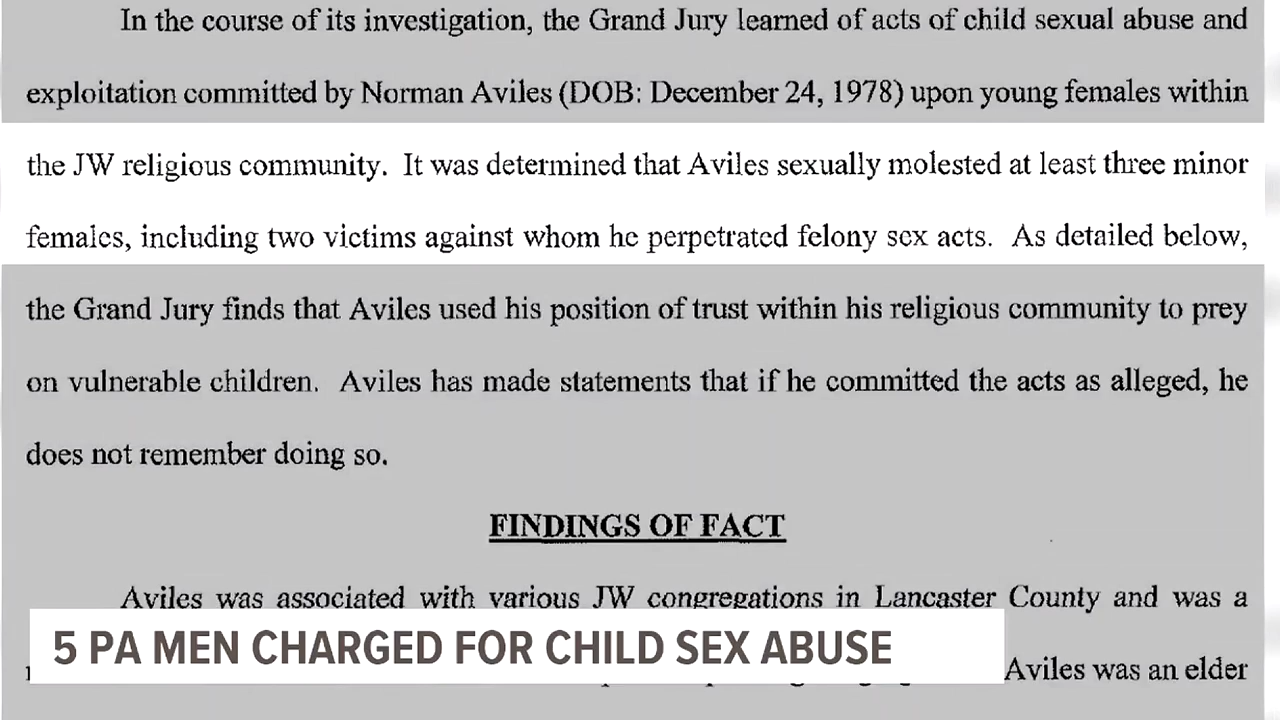 In the course of its investigation, the Grand Jury learned of acts of child sexual abuse and
exploitation committed by Norman Aviles (DOB: December 24, 1978) upon young females within
the JW religious community. It was determined that Aviles sexually molested at least three minor
females, including two victims against whom he perpetrated felony sex acts. As detailed below,
the Grand Jury finds that Aviles used his position of trust within his religious community to prey
on vulnerable children. Aviles has made statements that if he committed the acts as alleged, he
does not remember doing so.
FINDINGS OF FACT
Aviles was associated with various JW congregations in Lancaster County and was a
Aviles was an elder
5 PA MEN CHARGED FOR CHILD SEX ABUSE